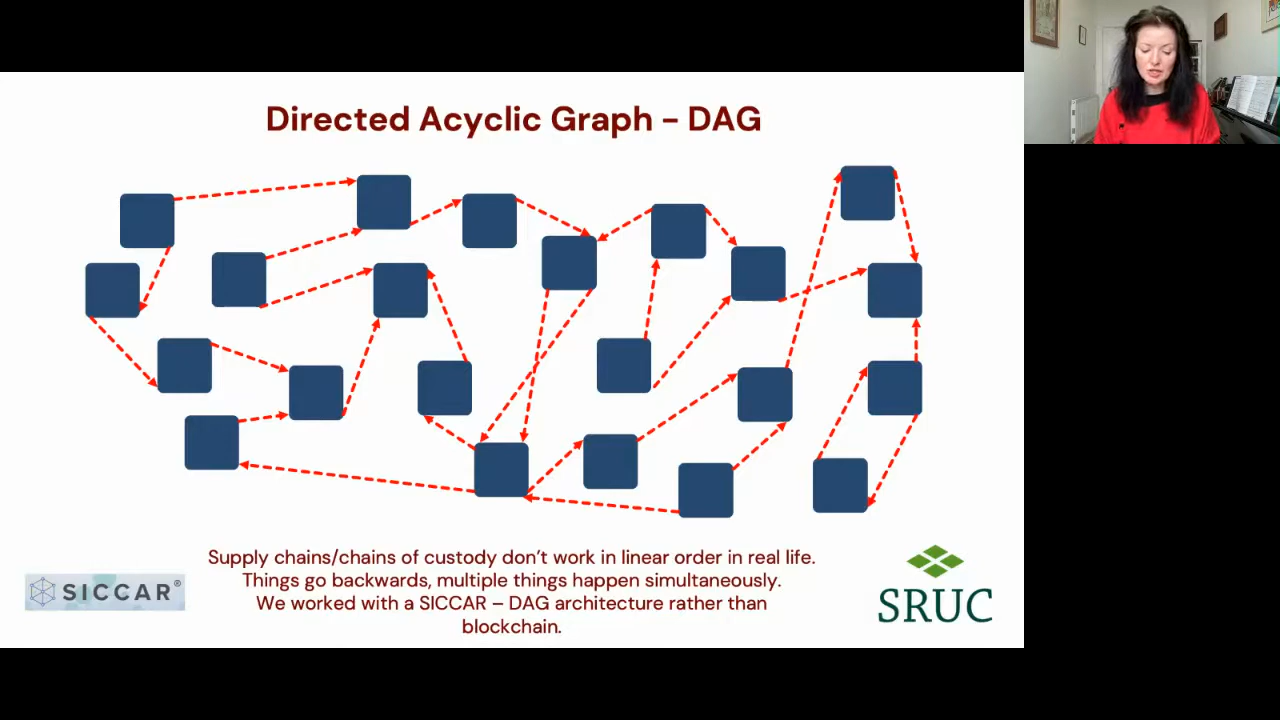 Directed Acyclic Graph - DAG
Supply chains/chains of custody don't work in linear order in real life.
Things go backwards, multiple things happen simultaneously.
We worked with a SICCAR – DAG architecture rather than
blockchain.
SICCAR®
SRUC